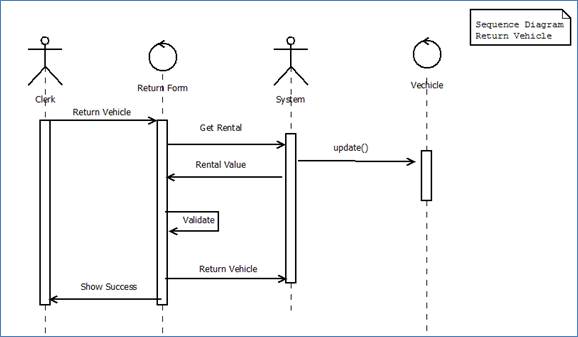 Sequence Diagram
Return Vehicle
Clerk
Return Form
System
Vechicle
Return Vehicle
Get Rental
update()
Rental Value
Validate
Return Vehicle
Show Success